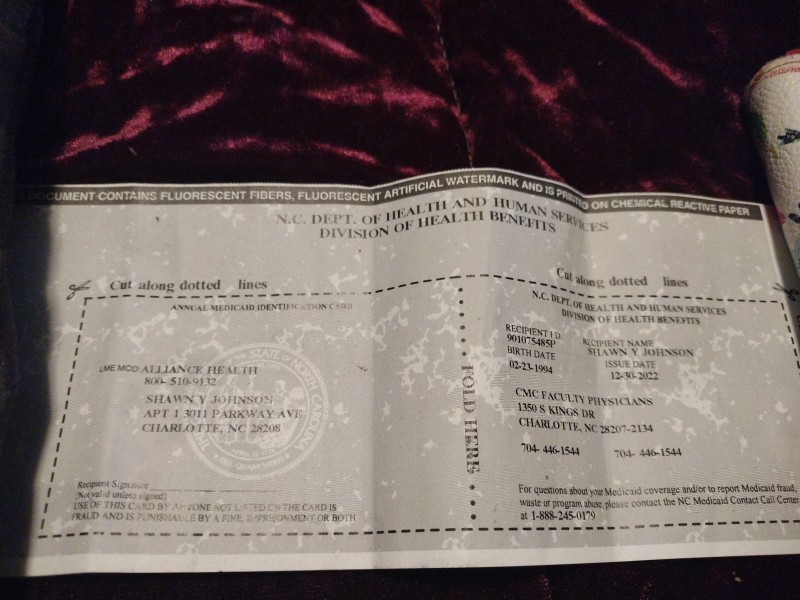 DOCUMENT CONTAINS FLUORESCENT FIBERS, FLUORESCENT ARTIFICIAL WATERMARK AND IS PRINTED ON CHEMICAL REACTIVE PAPER
N.C. DEPT. OF HEALTH AND HUMAN SERVICES
DIVISION OF HEALTH BENEFITS
Cut along dotted lines
Cut along dotted lines
ANNUAL MEDICAID IDENTIFICATION CARD
LME MCO: ALLIANCE HEALTH
800- 510-9132
SHAWN Y JOHNSON
APT 1 3011 PARKWAY AVE
CHARLOTTE, NC 28208
Recipient Signature
(Not valid unless signed)
USE OF THIS CARD BY ANYONE NOT LISTED ON THE CARD IS
FRAUD AND IS PUNISHABLE BY A FINE, IMPRISONMENT OR BOTH
FOLD HERE
N.C. DEPT. OF HEALTH AND HUMAN SERVICES
DIVISION OF HEALTH BENEFITS
RECIPIENT I D
901075485P
RECIPIENT NAME
SHAWN Y JOHNSON
BIRTH DATE
02-23-1994
ISSUE DATE
12-30-2022
CMC FACULTY PHYSICIANS
1350 S KINGS DR
CHARLOTTE, NC 28207-2134
704- 446-1544 704- 446-1544
For questions about your Medicaid coverage and/or to report Medicaid fraud,
waste or program abuse, please contact the NC Medicaid Contact Call Center
at 1-888-245-0179